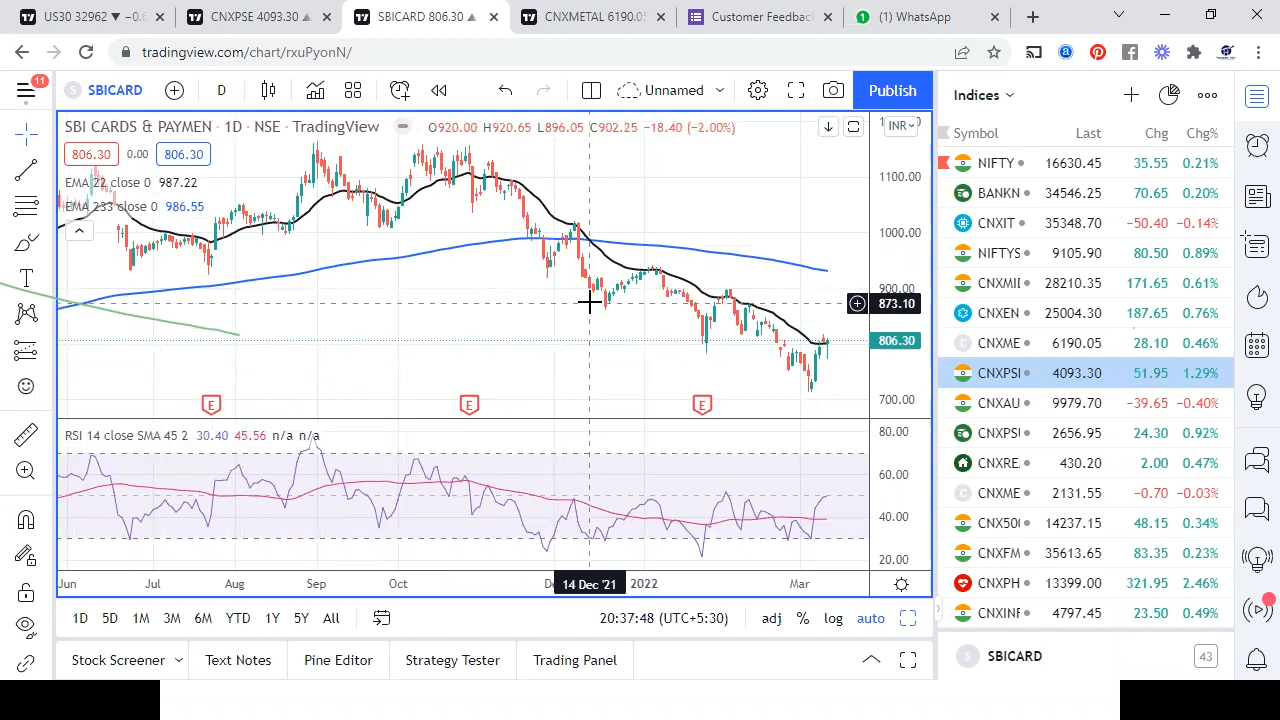 US30 32962 ▼ −0.6 CNXPSE 4093.30 ▲ SBICARD 806.30 ▲ CNXMETAL 6190.05 Customer Feedback (1) WhatsApp
tradingview.com/chart/rxuPyonN/
11 S SBICARD D Unnamed Publish Indices
SBI CARDS & PAYMEN · 1D · NSE · TradingView O920.00 H920.65 L896.05 C902.25 −18.40 (−2.00%) INR
806.30 0.00 806.30
EMA 22 close 0 987.22
EMA 233 close 0 986.55
1100.00
1000.00
900.00
873.10
806.30
700.00
E E E
RSI 14 close SMA 45 2 30.40 45.56 n/a n/a
80.00
60.00
40.00
20.00
Jun Jul Aug Sep Oct 14 Dec '21 2022 Mar
1D 5D 1M 3M 6M YTD 1Y 5Y All 20:37:48 (UTC+5:30) adj % log auto
Stock Screener Text Notes Pine Editor Strategy Tester Trading Panel
Symbol Last Chg Chg%
NIFTY 16630.45 35.55 0.21%
BANKN 34546.25 70.65 0.20%
CNXIT 35348.70 −50.40 −0.14%
NIFTYS 9105.90 80.50 0.89%
CNXMI 28210.35 171.65 0.61%
CNXEN 25004.30 187.65 0.76%
CNXME 6190.05 28.10 0.46%
CNXPSI 4093.30 51.95 1.29%
CNXAU 9979.70 −39.65 −0.40%
CNXPSU 2656.95 24.30 0.92%
CNXRE 430.20 2.00 0.47%
CNXME 2131.55 −0.70 −0.03%
CNX500 14237.15 48.15 0.34%
CNXFM 35613.65 83.35 0.23%
CNXPH 13399.00 321.95 2.46%
CNXINF 4797.45 23.50 0.49%
S SBICARD 43